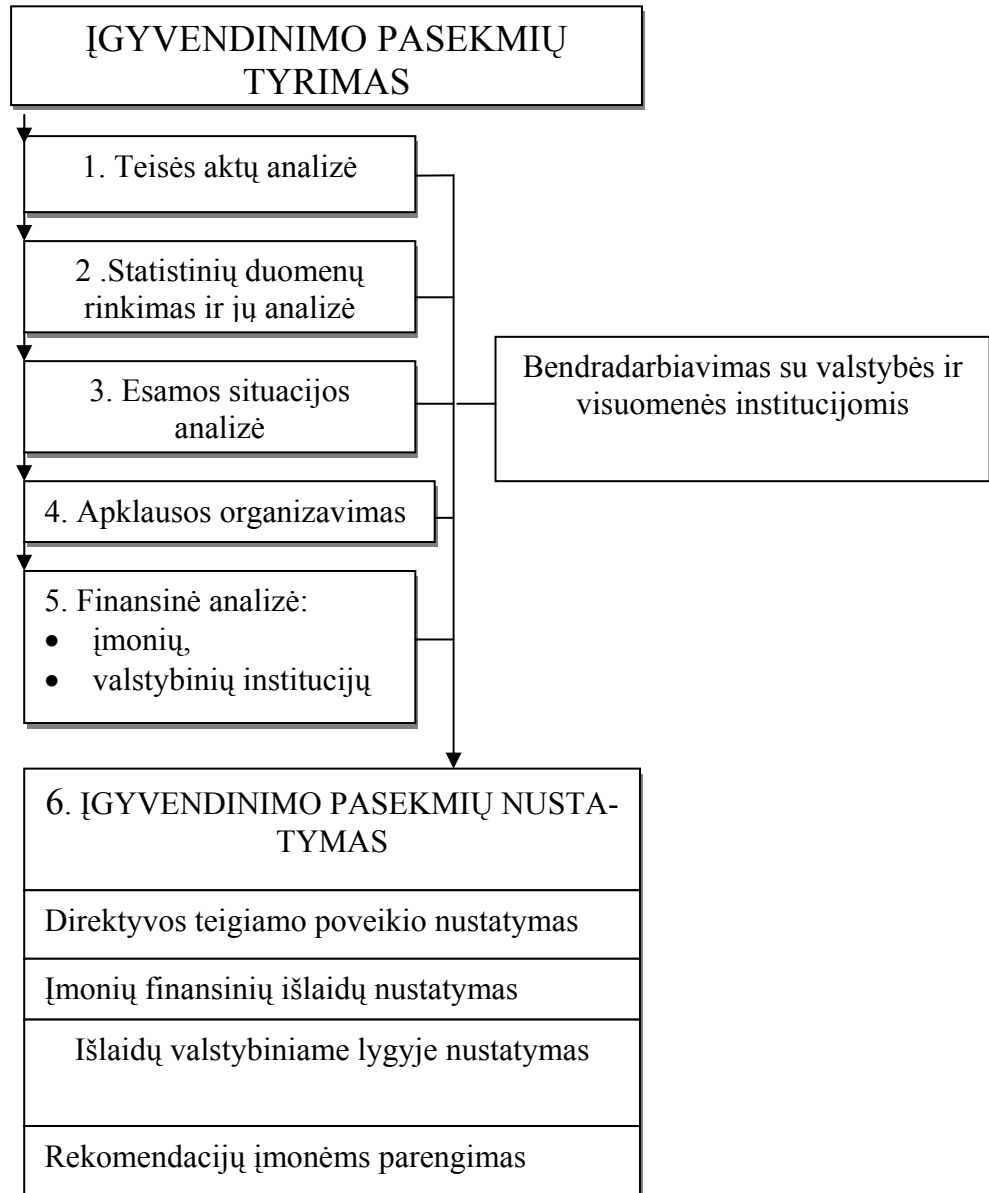 ĮGYVENDINIMO PASEKMIŲ
TYRIMAS
1. Teisės aktų analizė
2 .Statistinių duomenų
rinkimas ir jų analizė
3. Esamos situacijos
analizė
4. Apklausos organizavimas
5. Finansinė analizė:
• įmonių,
• valstybinių institucijų
Bendradarbiavimas su valstybės ir
visuomenės institucijomis
6. ĮGYVENDINIMO PASEKMIŲ NUSTA-
TYMAS
Direktyvos teigiamo poveikio nustatymas
Įmonių finansinių išlaidų nustatymas
Išlaidų valstybiniame lygyje nustatymas
Rekomendacijų įmonėms parengimas